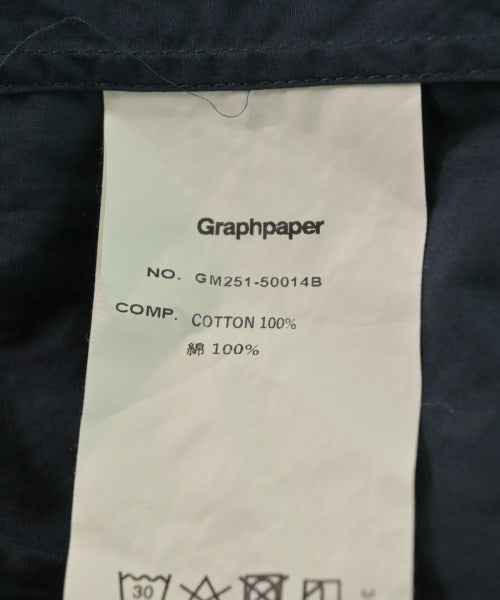 Graphpaper
NO. GM251-50014B
COMP. COTTON 100%
綿 100%
30